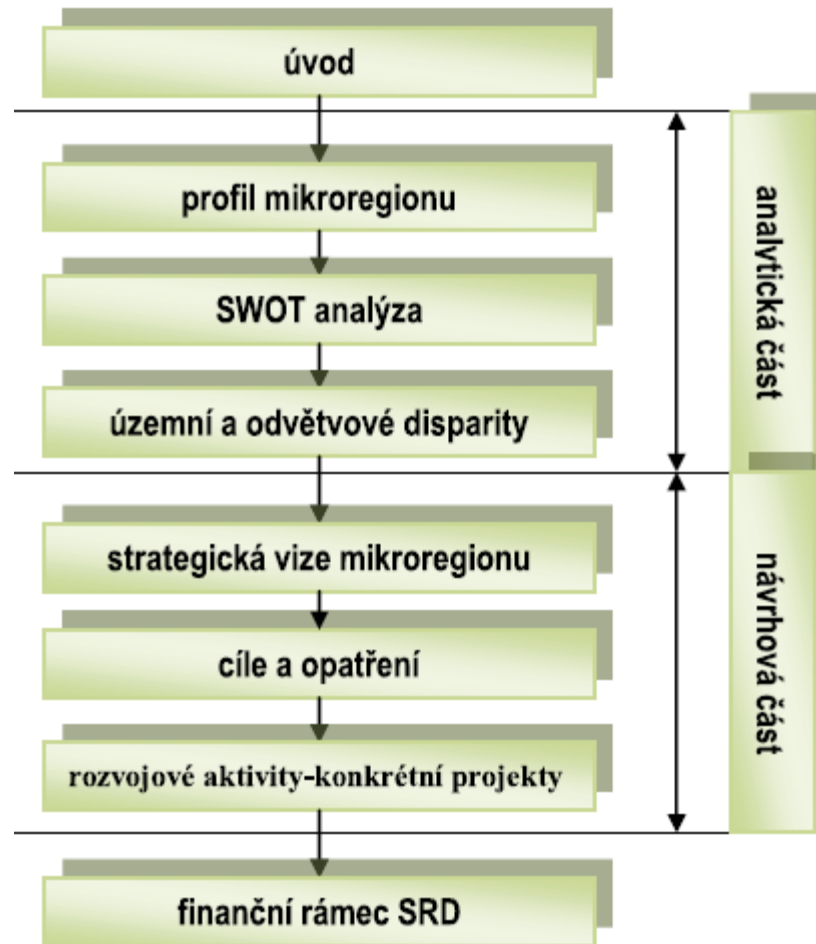 úvod
profil mikroregionu
SWOT analýza
územní a odvětvové disparity
analytická část
strategická vize mikroregionu
cíle a opatření
rozvojové aktivity-konkrétní projekty
návrhová část
finanční rámec SRD